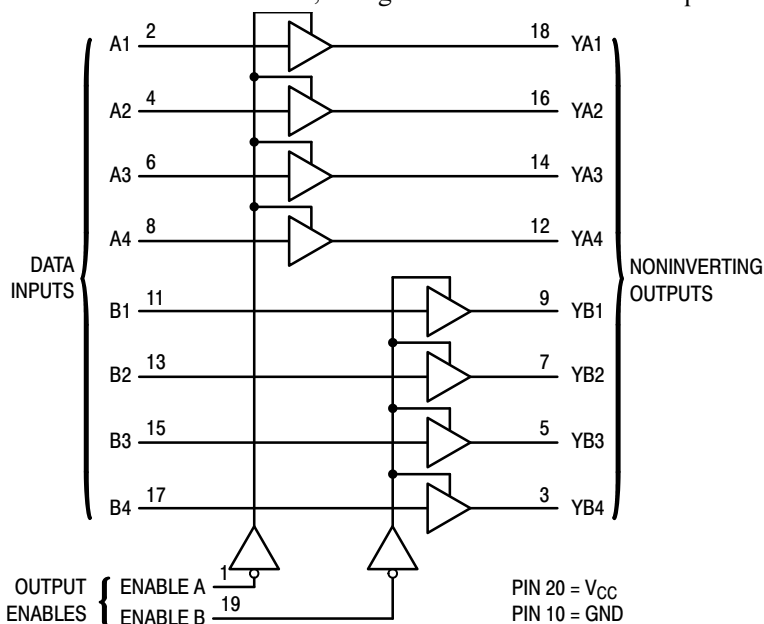 A1 2 18 YA1
A2 4 16 YA2
A3 6 14 YA3
A4 8 12 YA4
DATA
INPUTS
NONINVERTING
OUTPUTS
B1 11 9 YB1
B2 13 7 YB2
B3 15 5 YB3
B4 17 3 YB4
OUTPUT
ENABLES
ENABLE A 1
ENABLE B 19
PIN 20 = VCC
PIN 10 = GND